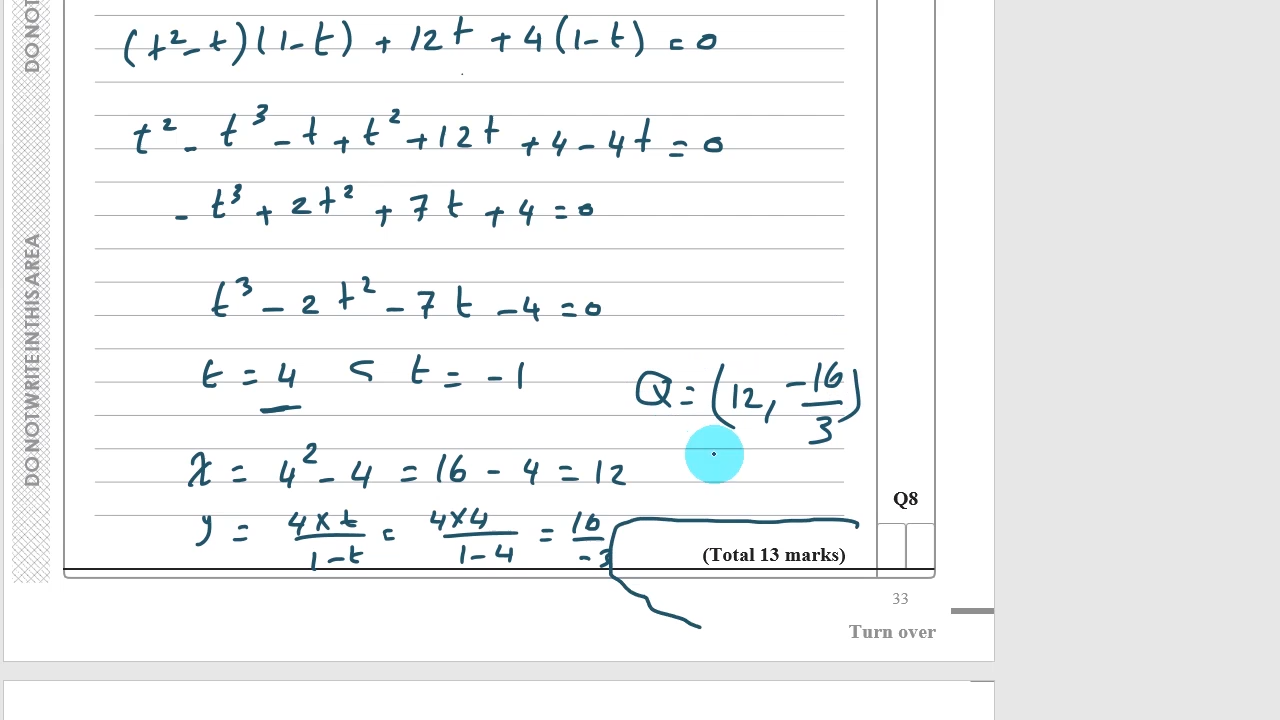 DO NOT
(t² - t)(1 - t) + 12t + 4(1 - t) = 0
t² - t³ - t + t² + 12t + 4 - 4t = 0
- t³ + 2t² + 7t + 4 = 0
DO NOT WRITE IN THIS AREA
t³ - 2t² - 7t - 4 = 0
t = 4 t = -1
Q = (12, -16/3)
x = 4² - 4 = 16 - 4 = 12
y = 4×t/1-t = 4×4/1-4 = 16/-3
Q8
(Total 13 marks)
33
Turn over